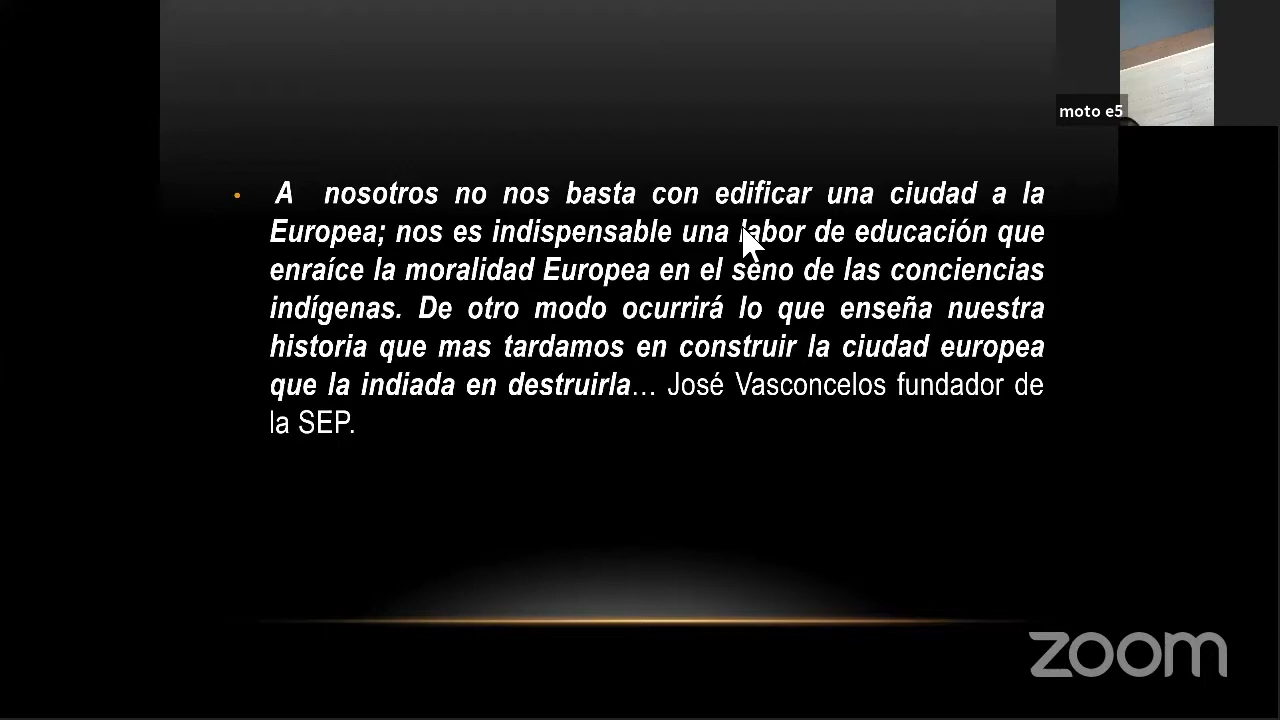 moto e5
• A nosotros no nos basta con edificar una ciudad a la
Europea; nos es indispensable una labor de educación que
enraíce la moralidad Europea en el seno de las conciencias
indígenas. De otro modo ocurrirá lo que enseña nuestra
historia que mas tardamos en construir la ciudad europea
que la indiada en destruirla... José Vasconcelos fundador de
la SEP.
zoom